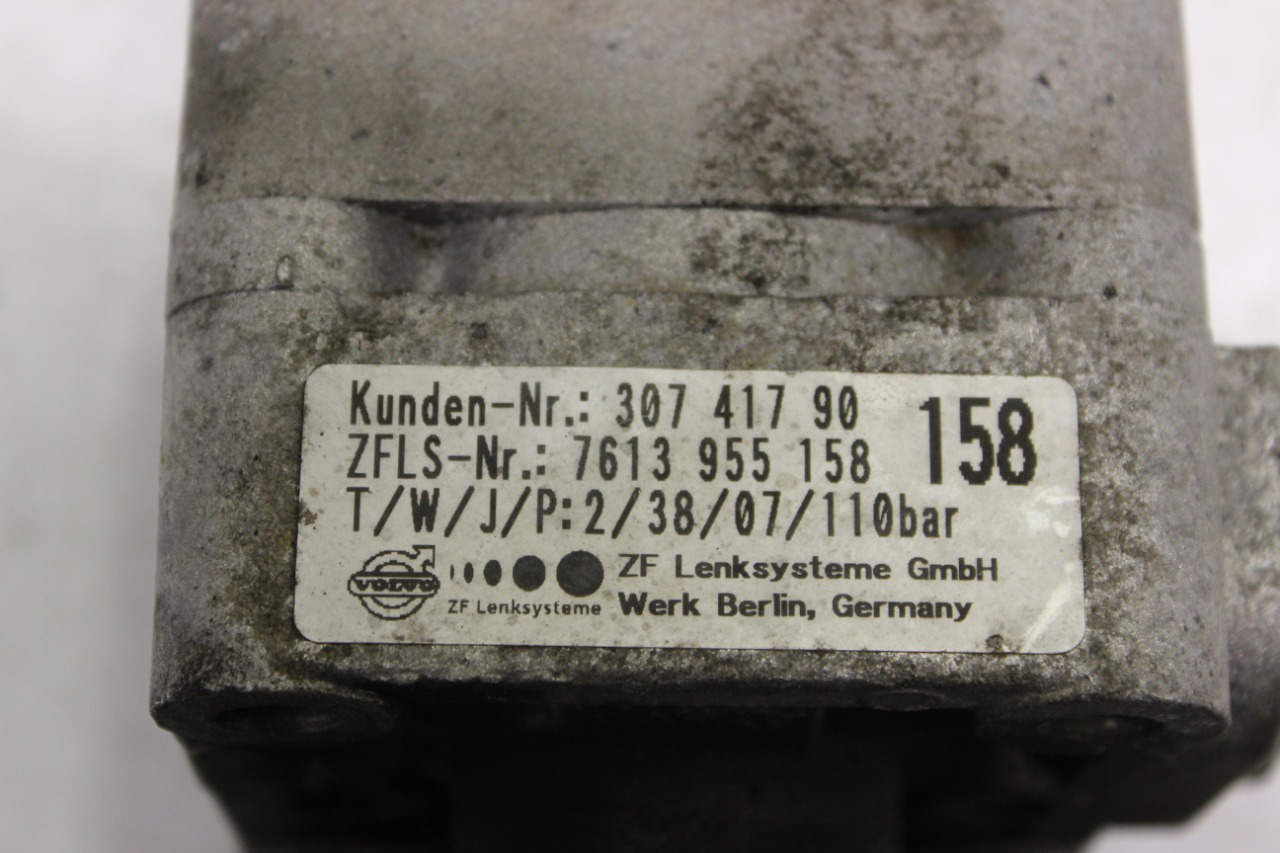 Kunden-Nr.: 307 417 90 158
ZFLS-Nr.: 7613 955 158
T/W/J/P:2/38/07/110bar
VOLVO ZF Lenksysteme GmbH
ZF Lenksysteme Werk Berlin, Germany